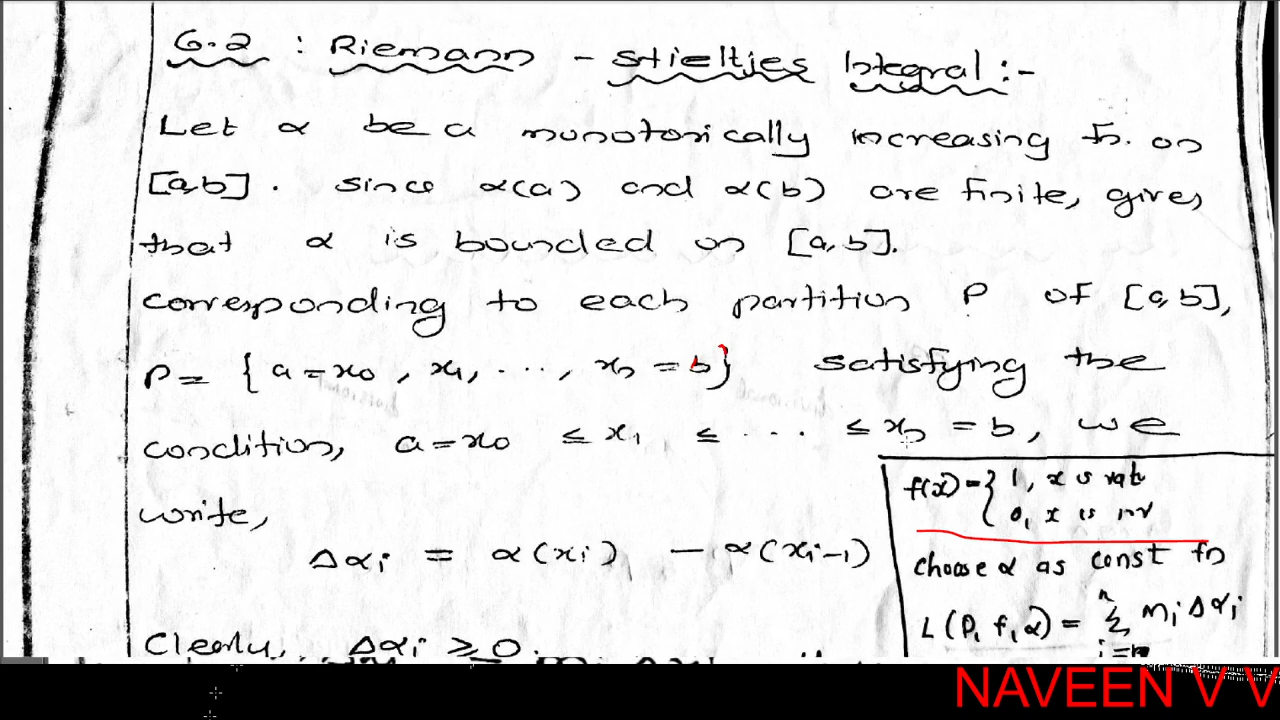 6.2 : Riemann - Stieltjes Integral :-
Let α be a monotonically increasing fn. on
[a,b]. Since α(a) and α(b) are finite, gives
that α is bounded on [a,b].
corresponding to each partition P of [a,b],
P = { a = x0, x1, ..., xn = b} satisfying the
condition, a = x0 ≤ x1 ≤ ... ≤ xn = b, we
write,
Δαi = α(xi) - α(xi-1)
Clearly, Δαi ≥ 0.
f(x) = { 1, x is rat
0, x is irr
choose α as const fn
L(P, f, α) = n Σ mi Δαi
NAVEEN V V